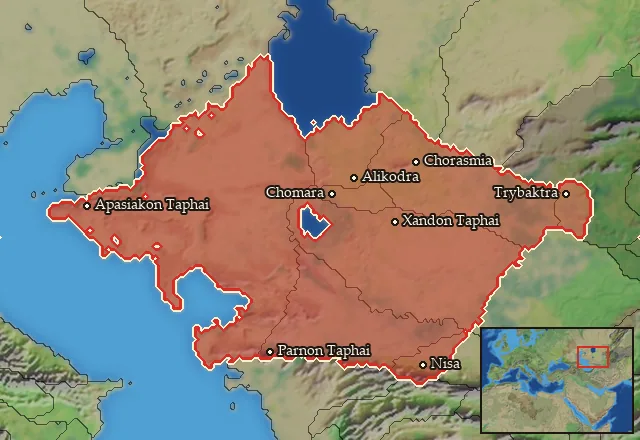 Chorasmia
Alikodra
Chomara
Trybaktra
Apasiakon Taphai
Xandon Taphai
Parnon Taphai
Nisa